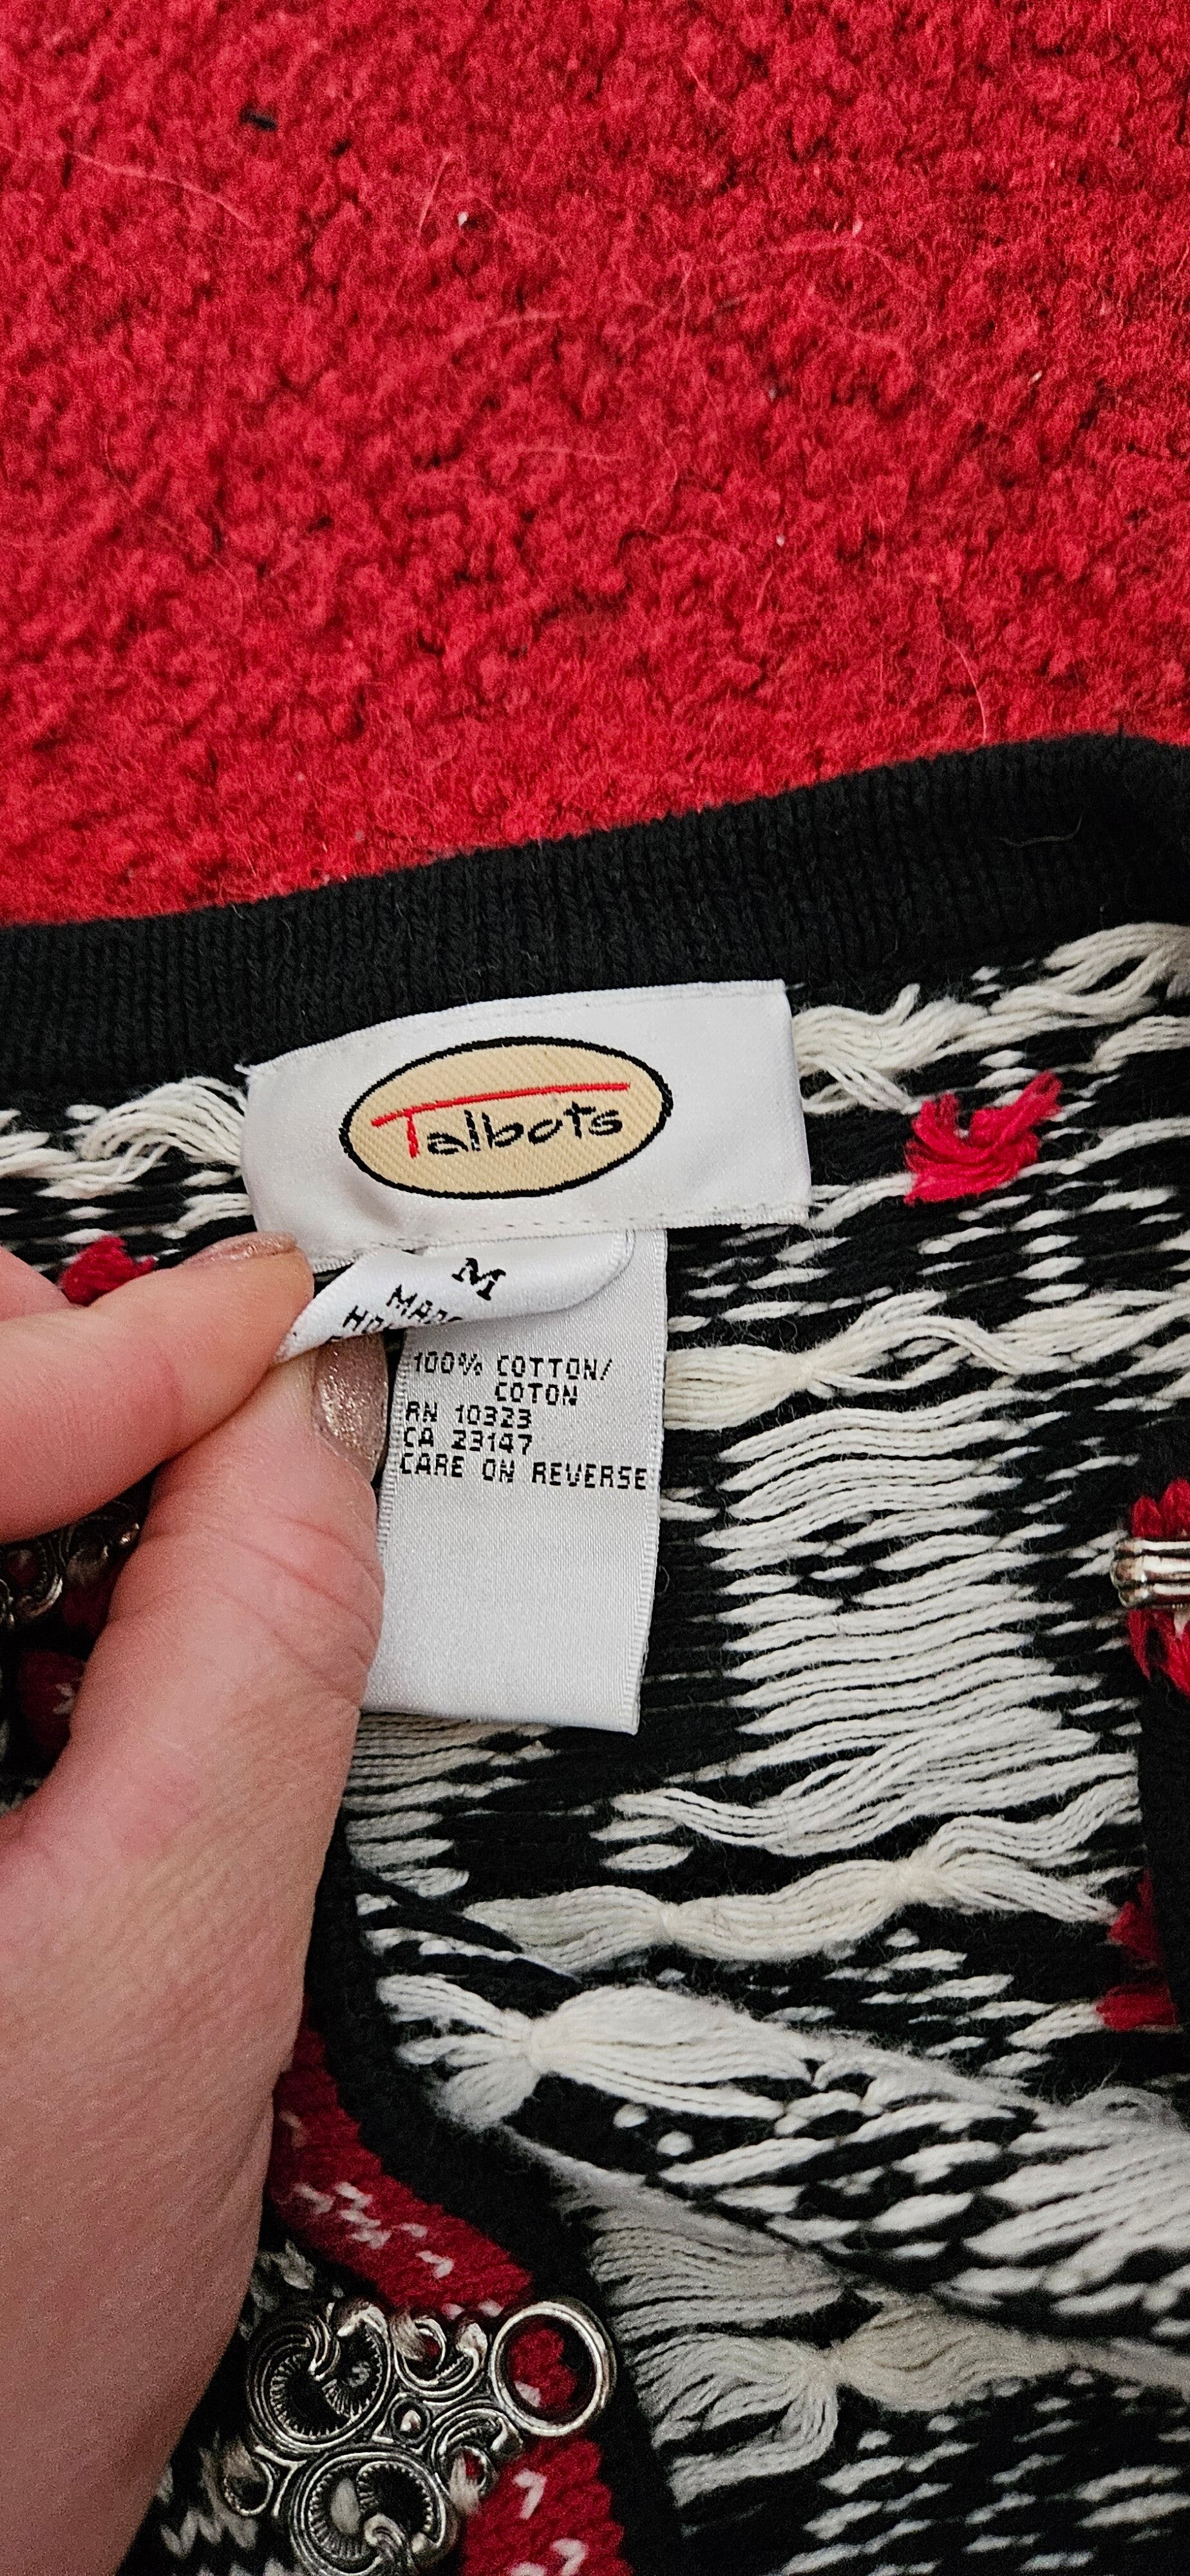 Talbots
M
100% COTTON/
COTON
RN 10323
CA 23147
CARE ON REVERSE